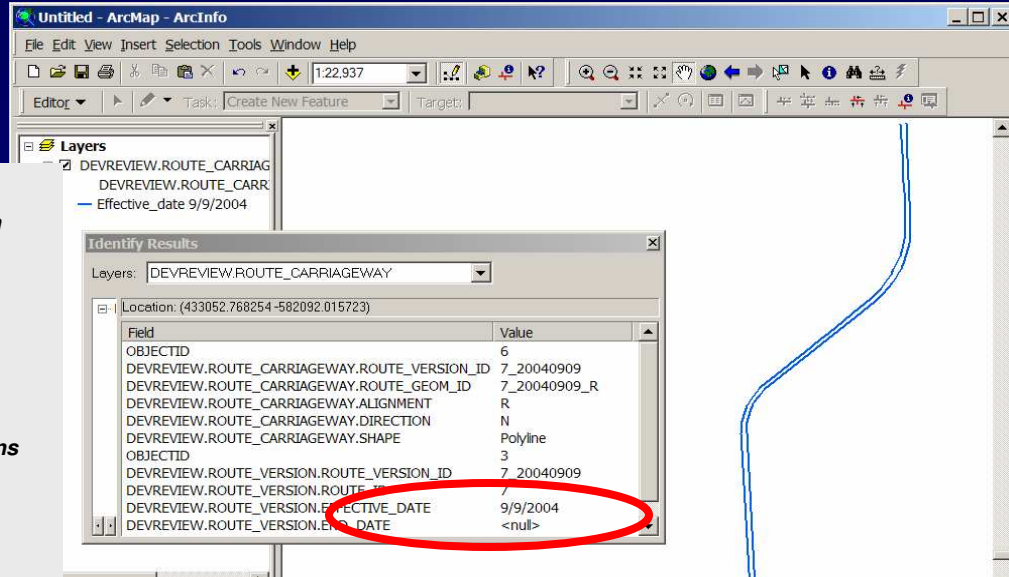 Untitled - ArcMap - ArcInfo
File Edit View Insert Selection Tools Window Help
1:22,937
Editor Task: Create New Feature Target:
Layers
DEVREVIEW.ROUTE_CARRIAG
DEVREVIEW.ROUTE_CARR
Effective_date 9/9/2004
Identify Results
Layers: DEVREVIEW.ROUTE_CARRIAGEWAY
Location: (433052.768254 -582092.015723)
Field Value
OBJECTID 6
DEVREVIEW.ROUTE_CARRIAGEWAY.ROUTE_VERSION_ID 7_20040909
DEVREVIEW.ROUTE_CARRIAGEWAY.ROUTE_GEOM_ID 7_20040909_R
DEVREVIEW.ROUTE_CARRIAGEWAY.ALIGNMENT R
DEVREVIEW.ROUTE_CARRIAGEWAY.DIRECTION N
DEVREVIEW.ROUTE_CARRIAGEWAY.SHAPE Polyline
OBJECTID 3
DEVREVIEW.ROUTE_VERSION.ROUTE_VERSION_ID 7_20040909
DEVREVIEW.ROUTE_VERSION.ROUTE_ID 7
DEVREVIEW.ROUTE_VERSION.EFFECTIVE_DATE 9/9/2004
DEVREVIEW.ROUTE_VERSION.END_DATE <null>